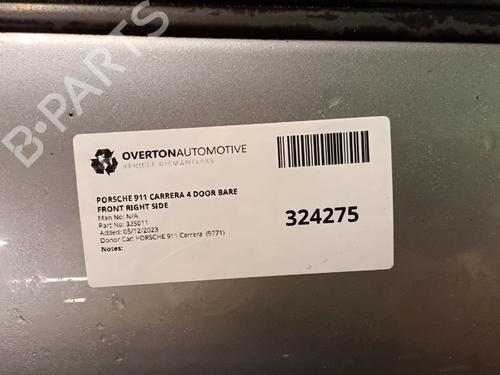 B-PARTS
OVERTONAUTOMOTIVE
VEHICLE DISMANTLERS
PORSCHE 911 CARRERA 4 DOOR BARE
FRONT RIGHT SIDE
Man No: N/A
Part No: 325011
Added: 05/12/2023
Donor Car: PORSCHE 911 Carrera (9771)
Notes:
324275